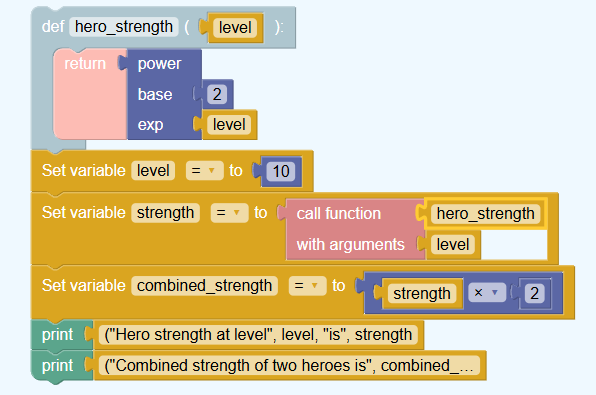 def hero_strength ( level ):
return power
base 2
exp level
Set variable level = ▾ to 10
Set variable strength = ▾ to call function hero_strength
with arguments level
Set variable combined_strength = ▾ to strength × ▾ 2
print ("Hero strength at level", level, "is", strength
print ("Combined strength of two heroes is", combined_...